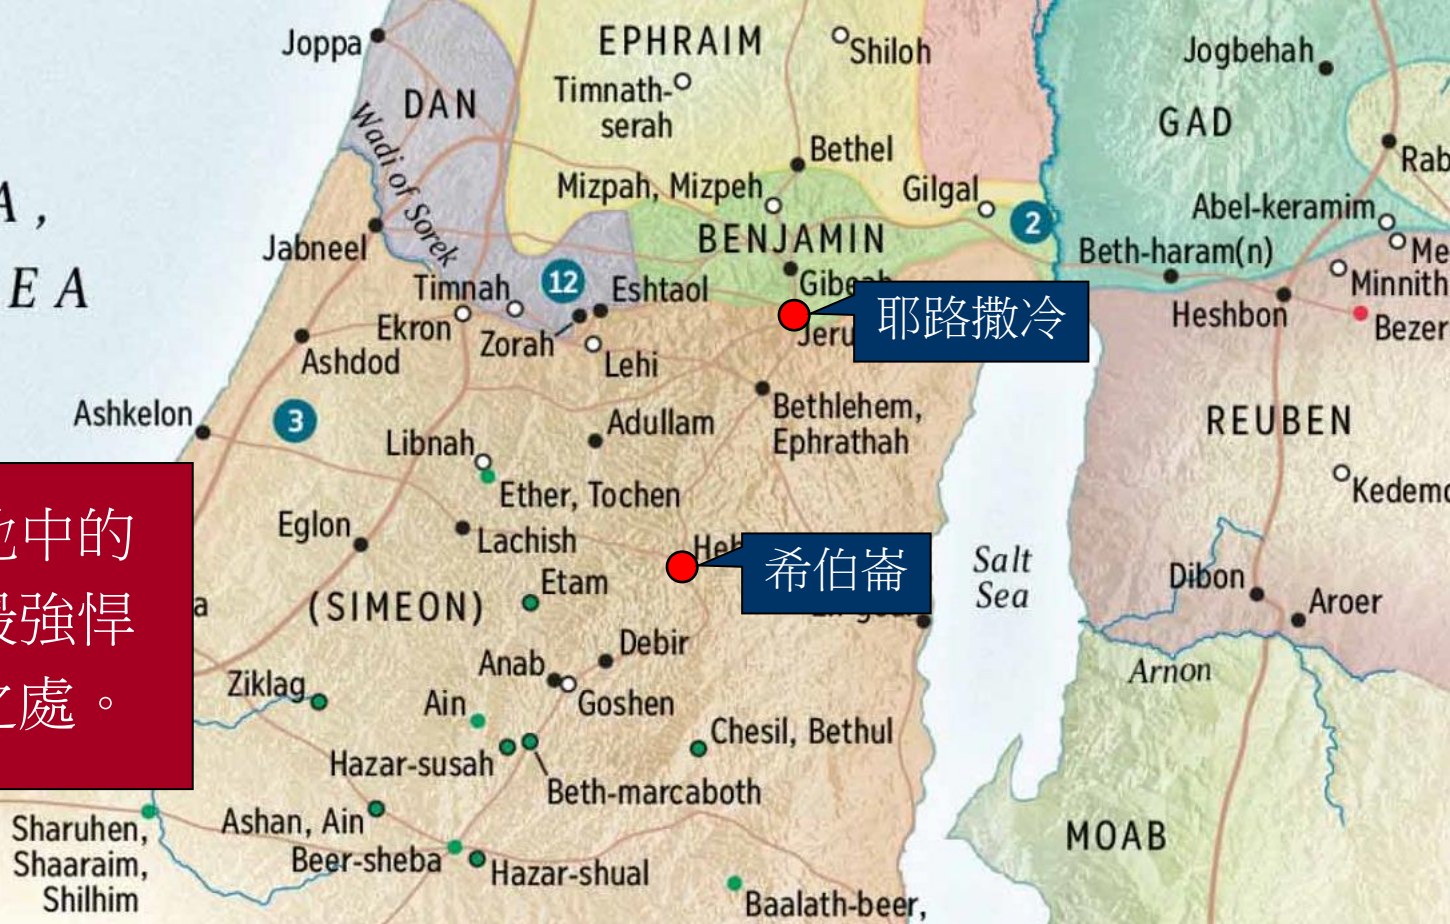 Joppa
EPHRAIM
Shiloh
Jogbehah
DAN
Timnath-
serah
GAD
Wadi of Sorek
Bethel
Mizpah, Mizpeh
Gilgal
Abel-keramim
A,
EA
2
BENJAMIN
Jabneel
Beth-haram(n)
12
Timnah
Eshtaol
Minnith
Ekron
Zorah
Heshbon
Bezer
耶路撒冷
Ashdod
Lehi
Ashkelon
3
Bethlehem,
Ephrathah
REUBEN
Adullam
Libnah
Ether, Tochen
Eglon
Lachish
中的
強悍
處。
希伯崙
Salt
Sea
Etam
(SIMEON)
Dibon
Aroer
Debir
Anab
Goshen
Arnon
Ziklag
Ain
Chesil, Bethul
Hazar-susah
Beth-marcaboth
Ashan, Ain
Sharuhen,
Shaaraim,
Shilhim
MOAB
Beer-sheba
Hazar-shual
Baalath-beer,